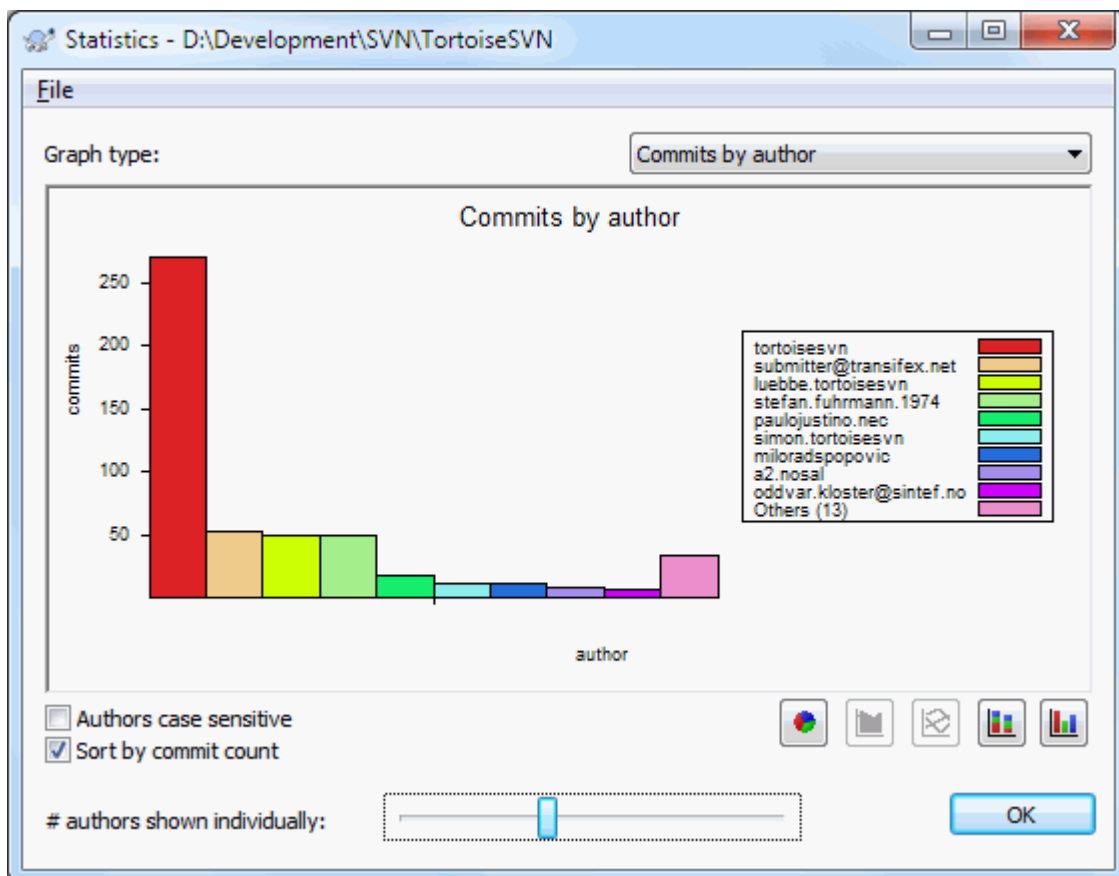 Statistics - D:\Development\SVN\TortoiseSVN
File
Graph type:
Commits by author
Commits by author
250
200
150
100
50
commits
author
tortoisesvn
submitter@transifex.net
luebbe.tortoisesvn
stefan.fuhrmann.1974
paulojustino.nec
simon.tortoisesvn
miloradspopovic
a2.nosal
oddvar.kloster@sintef.no
Others (13)
Authors case sensitive
Sort by commit count
# authors shown individually:
OK